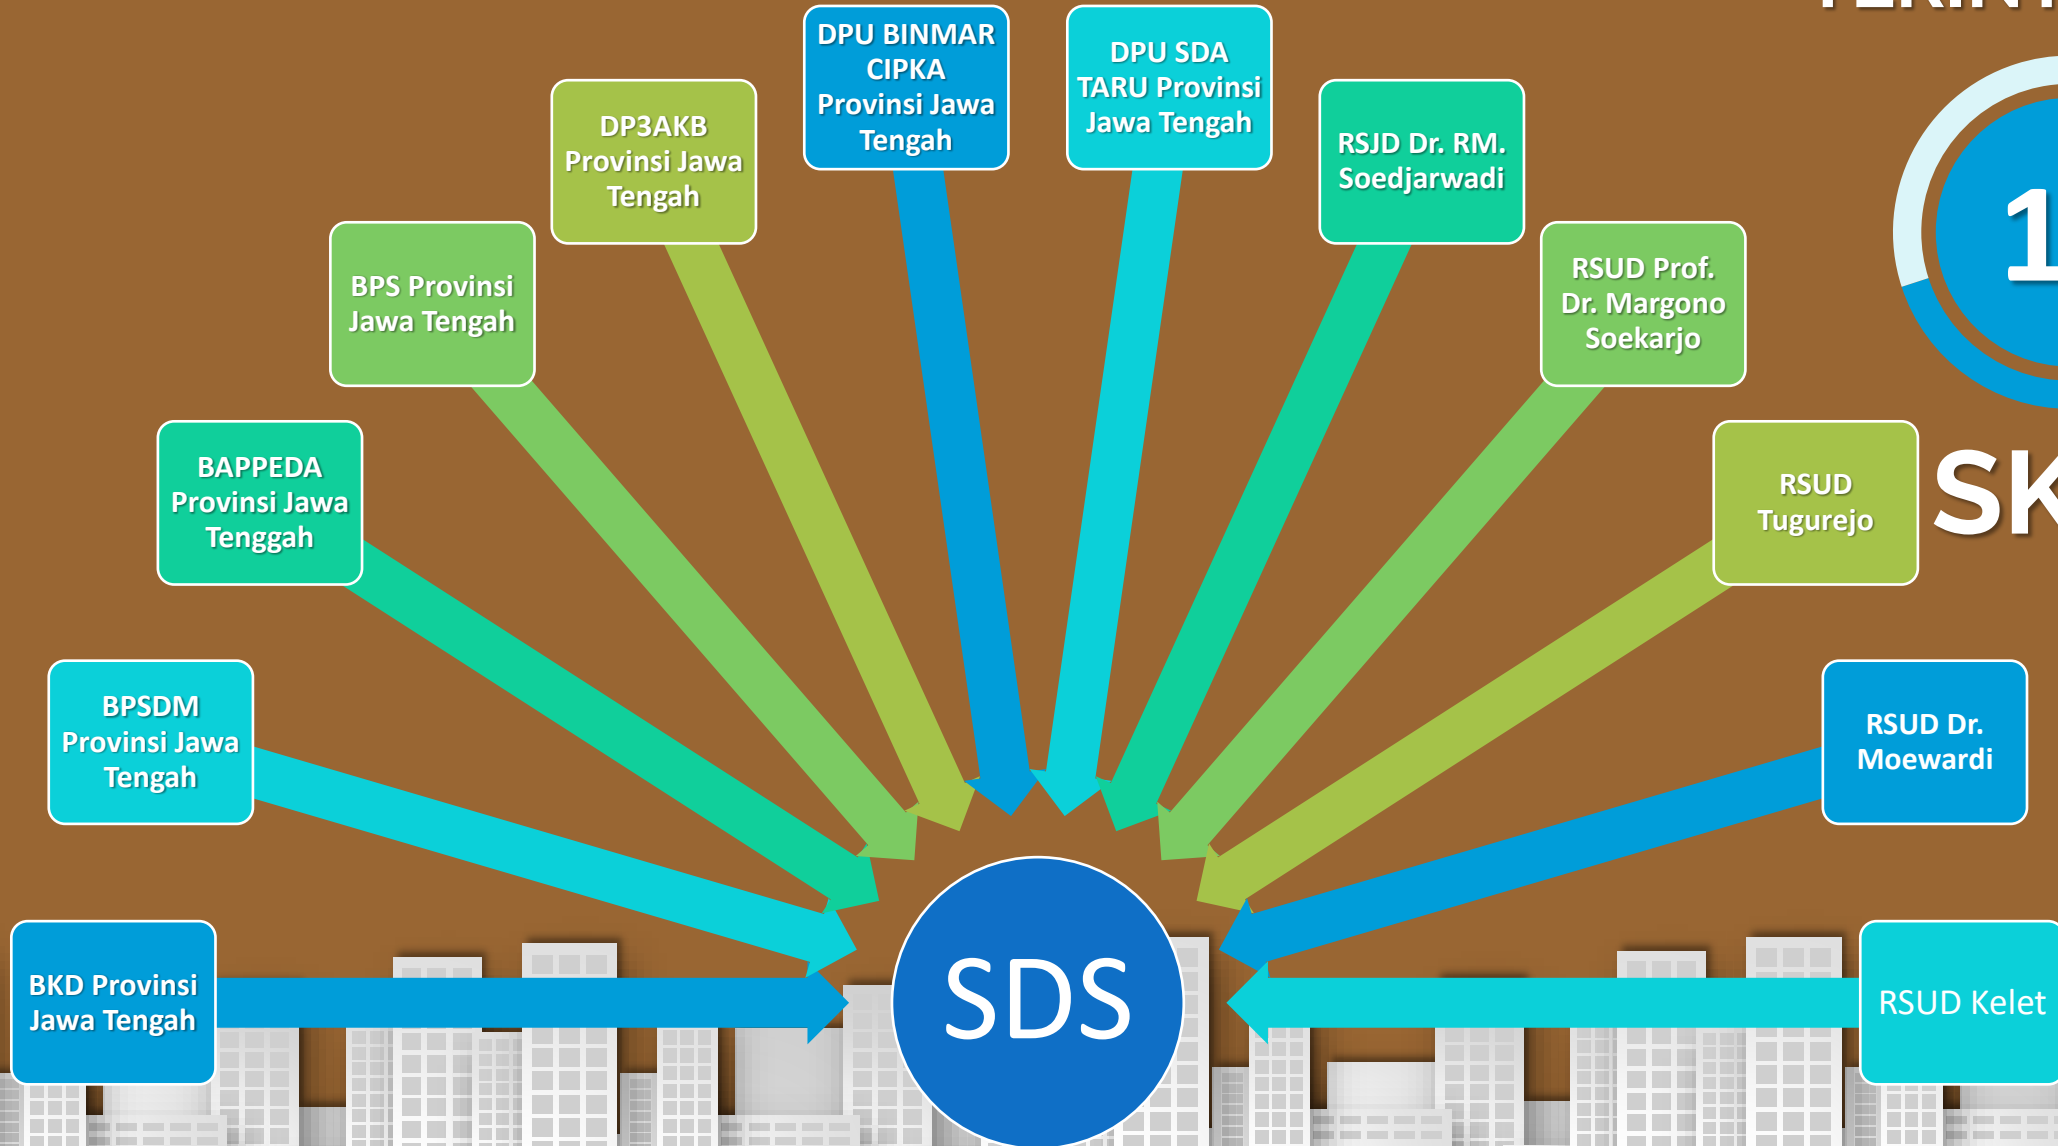 DPU BINMAR
CIPKA
Provinsi Jawa
Tengah
DPU SDA
TARU Provinsi
Jawa Tengah
DP3AKB
Provinsi Jawa
Tengah
RSJD Dr. RM.
Soedjarwadi
BPS Provinsi
Jawa Tengah
RSUD Prof.
Dr. Margono
Soekarjo
1
BAPPEDA
Provinsi Jawa
Tenggah
RSUD
Tugurejo
SK
BPSDM
Provinsi Jawa
Tengah
RSUD Dr.
Moewardi
BKD Provinsi
Jawa Tengah
SDS
RSUD Kelet